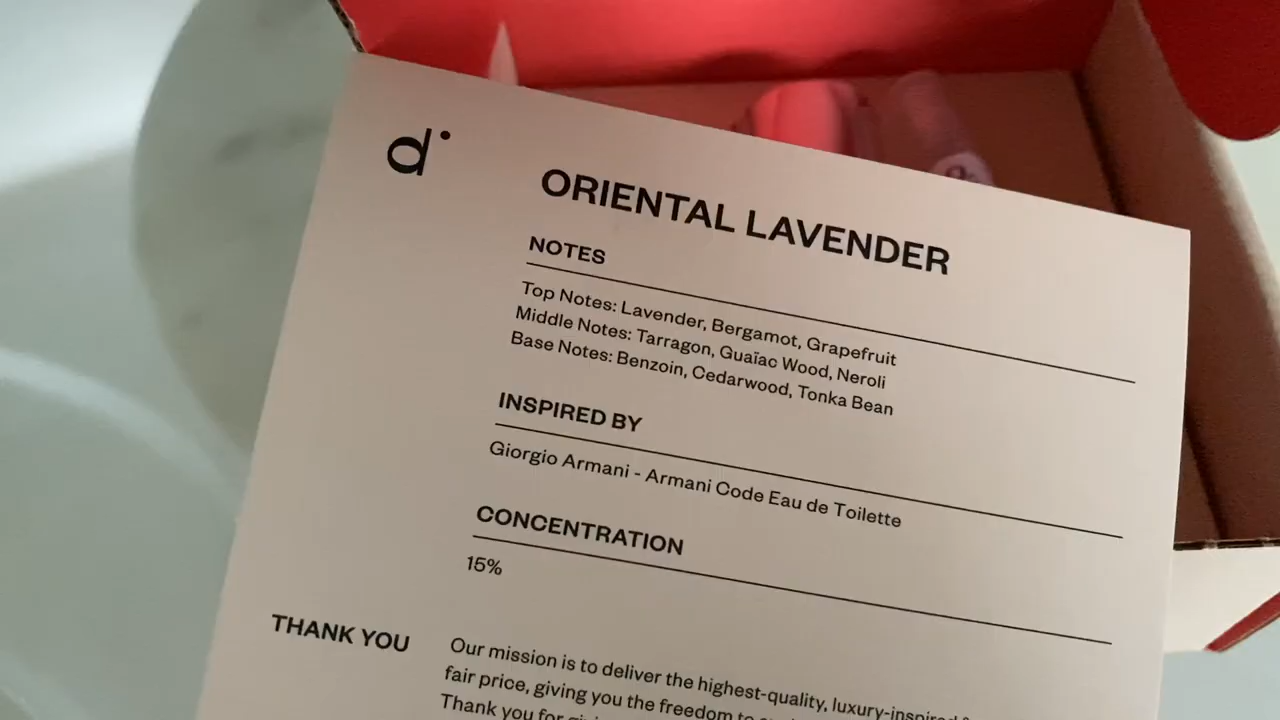 d·
ORIENTAL LAVENDER
NOTES
Top Notes: Lavender, Bergamot, Grapefruit
Middle Notes: Tarragon, Guaïac Wood, Neroli
Base Notes: Benzoin, Cedarwood, Tonka Bean
INSPIRED BY
Giorgio Armani - Armani Code Eau de Toilette
CONCENTRATION
15%
THANK YOU
Our mission is to deliver the highest-quality, luxury-inspired
fair price, giving you the freedom to
Thank you for